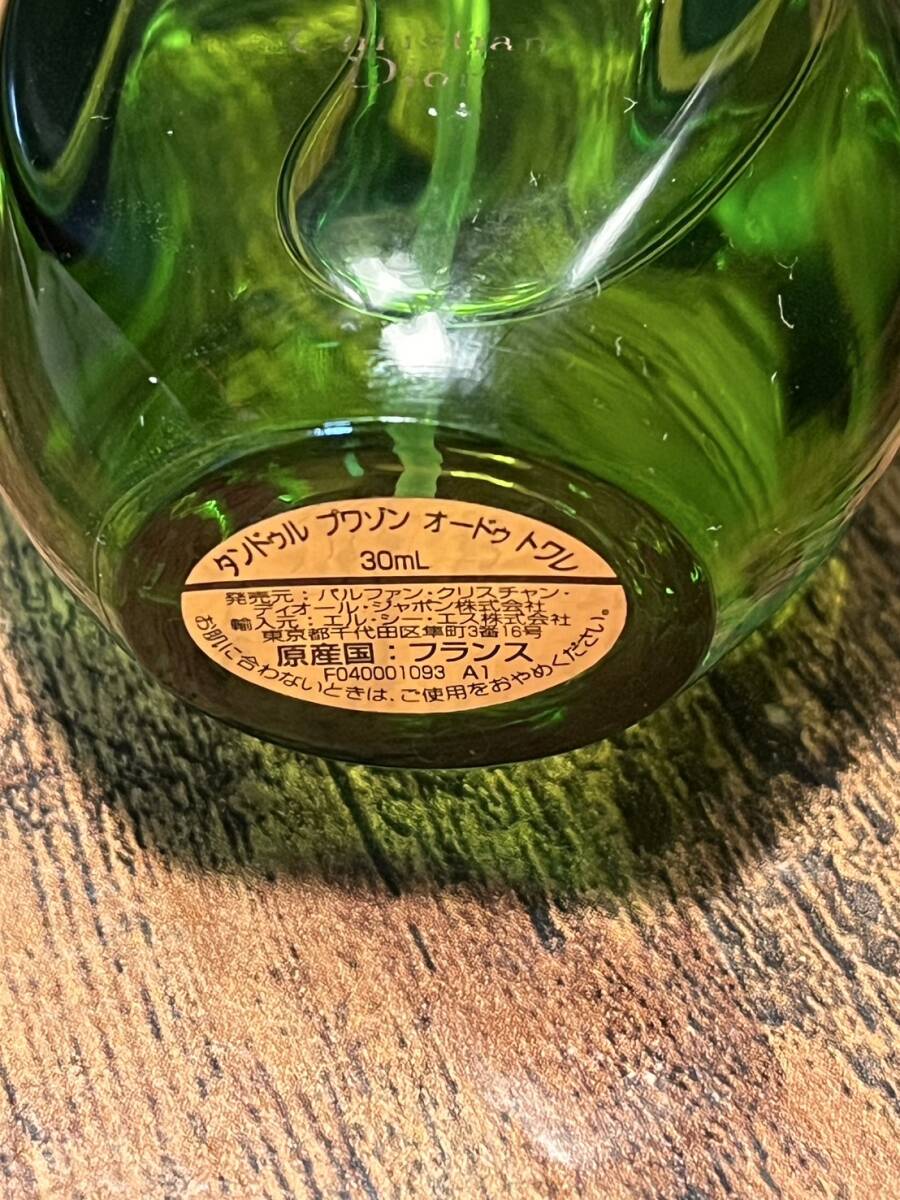 Christian
Dior
タンドゥル プワゾン オードゥ トワレ
30mL
発売元：パルファン・クリスチャン・
ディオール・ジャポン株式会社
輸入元：エル・シー・エス株式会社
東京都千代田区隼町3番16号
原産国：フランス
F040001093 A1
お肌に合わないときは、ご使用をおやめください。